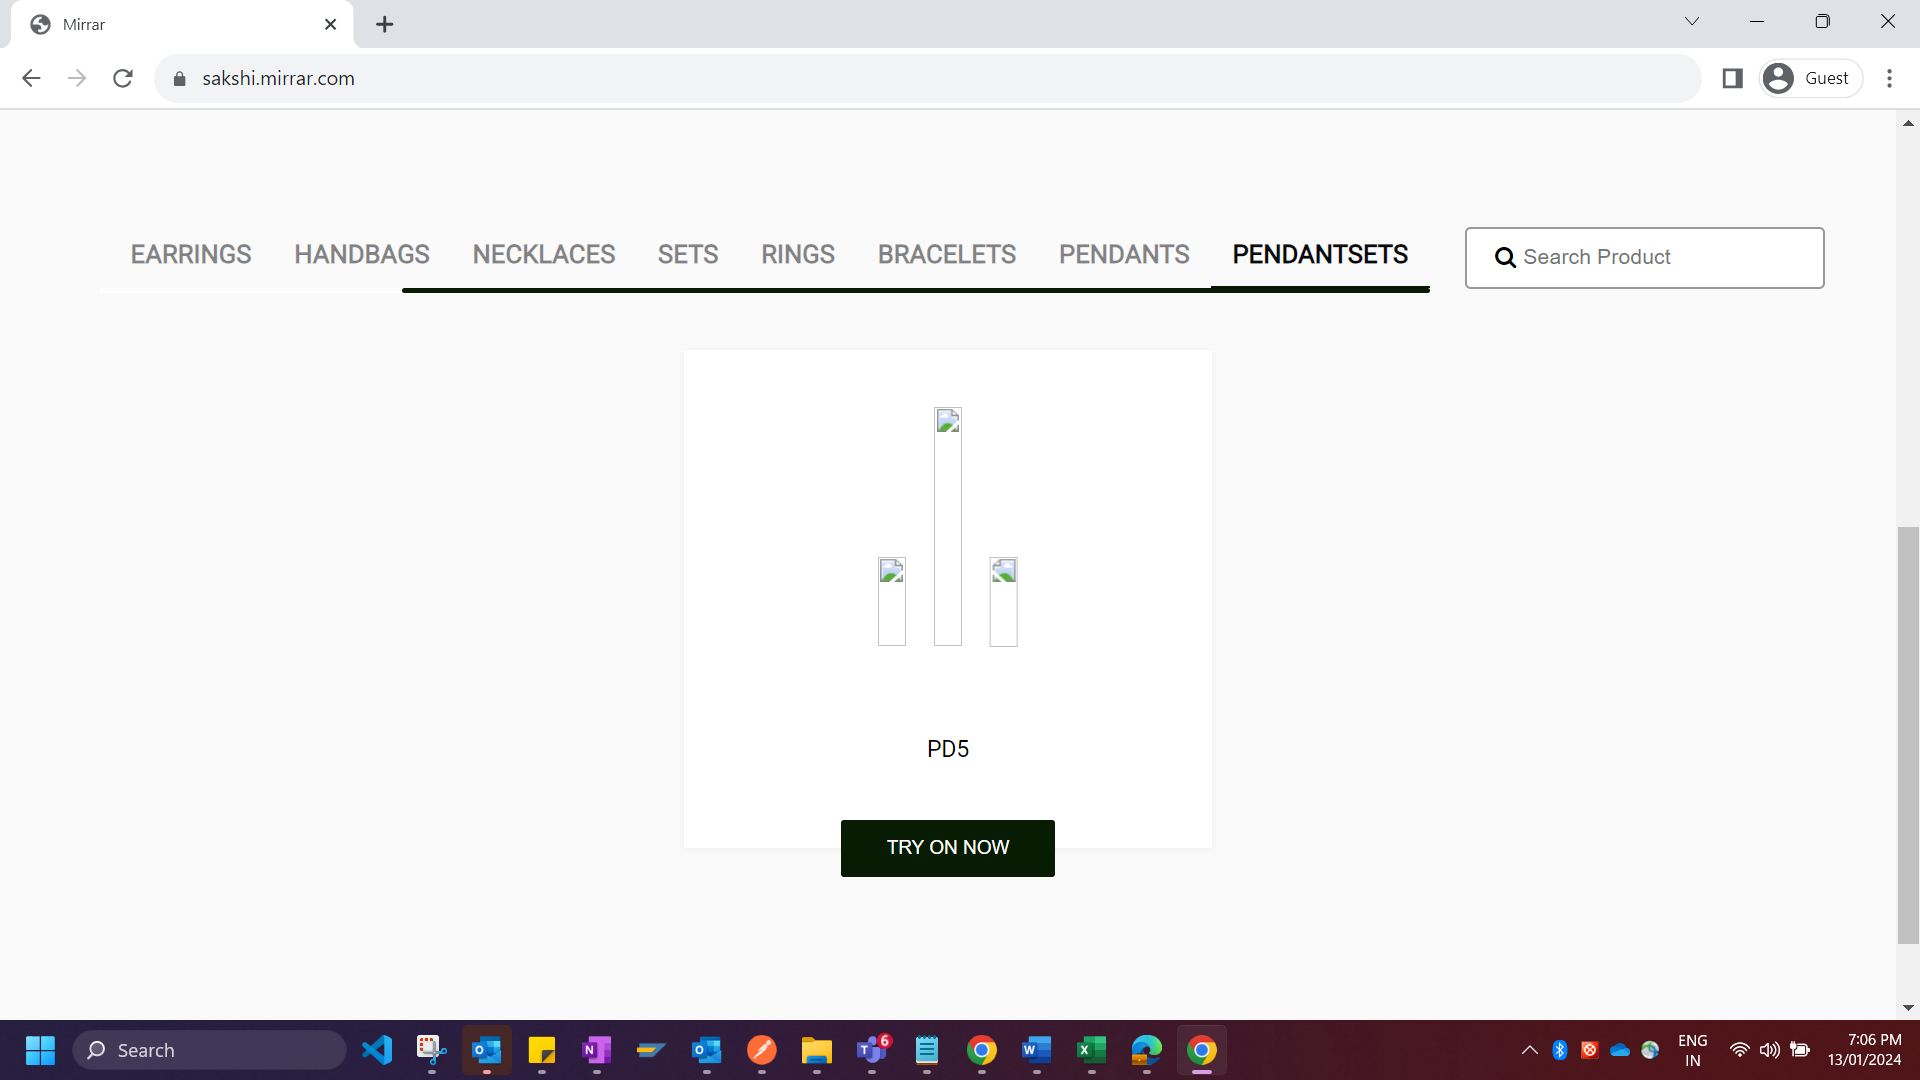 Mirrar
sakshi.mirrar.com
Guest
EARRINGS HANDBAGS NECKLACES SETS RINGS BRACELETS PENDANTS PENDANTSETS
Search Product
PD5
TRY ON NOW
Search
6
ENG
IN
7:06 PM
13/01/2024